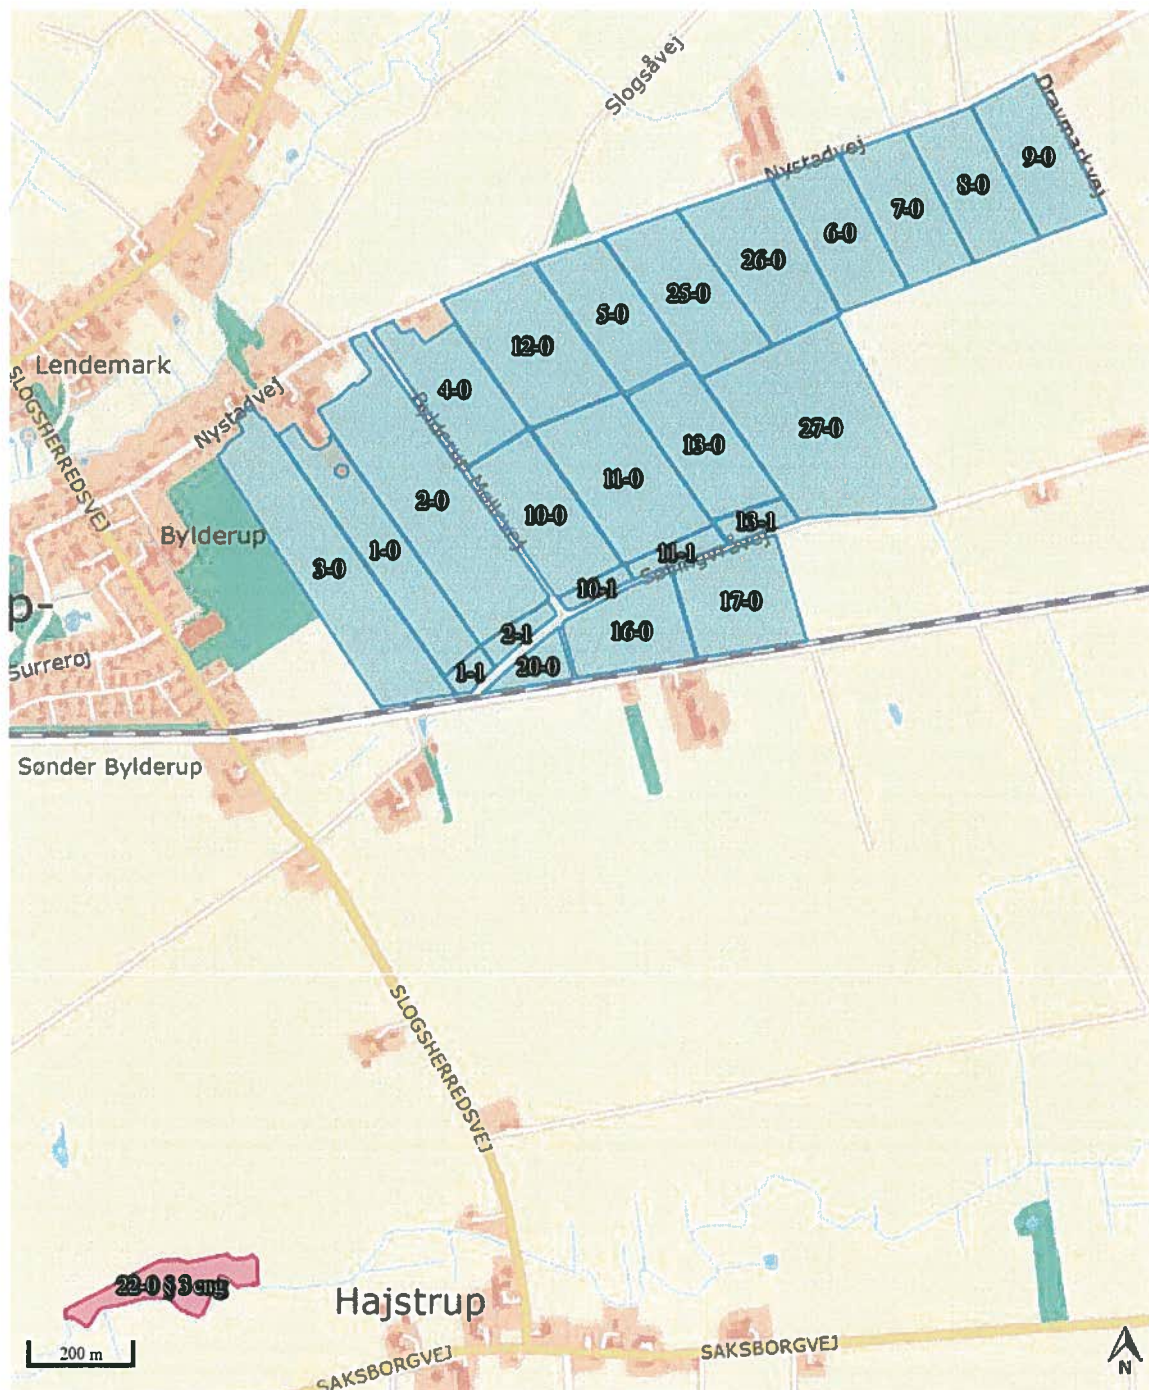 Slogsåvej
Dravmarkvej
Nystadvej
9-0
8-0
7-0
6-0
26-0
25-0
5-0
12-0
Lendemark
4-0
SLOGSHERREDSVEJ
Nystadvej
27-0
13-0
11-0
2-0
10-0
Bylderup
13-1
1-0
11-1
3-0
10-1
17-0
p-
16-0
2-1
20-0
1-1
Sønder Bylderup
SLOGSHERREDSVEJ
22-0 § 3 eng
Hajstrup
200 m
SAKSBORGVEJ
SAKSBORGVEJ
N